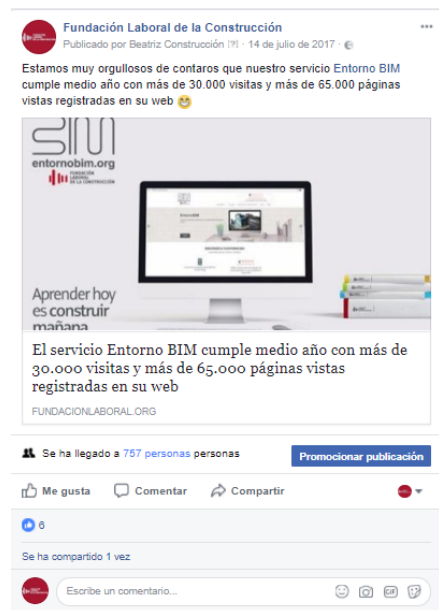 Fundación Laboral de la Construcción
Publicado por Beatriz Construcción [?] · 14 de julio de 2017 ·
Estamos muy orgullosos de contaros que nuestro servicio Entorno BIM
cumple medio año con más de 30.000 visitas y más de 65.000 páginas
vistas registradas en su web
entornobim.org
FUNDACIÓN
LABORAL
DE LA CONSTRUCCIÓN
Aprender hoy
es construir
mañana
El servicio Entorno BIM cumple medio año con más de
30.000 visitas y más de 65.000 páginas vistas
registradas en su web
FUNDACIONLABORAL.ORG
Se ha llegado a 757 personas personas
Promocionar publicación
Me gusta Comentar Compartir
6
Se ha compartido 1 vez
Escribe un comentario...
GIF